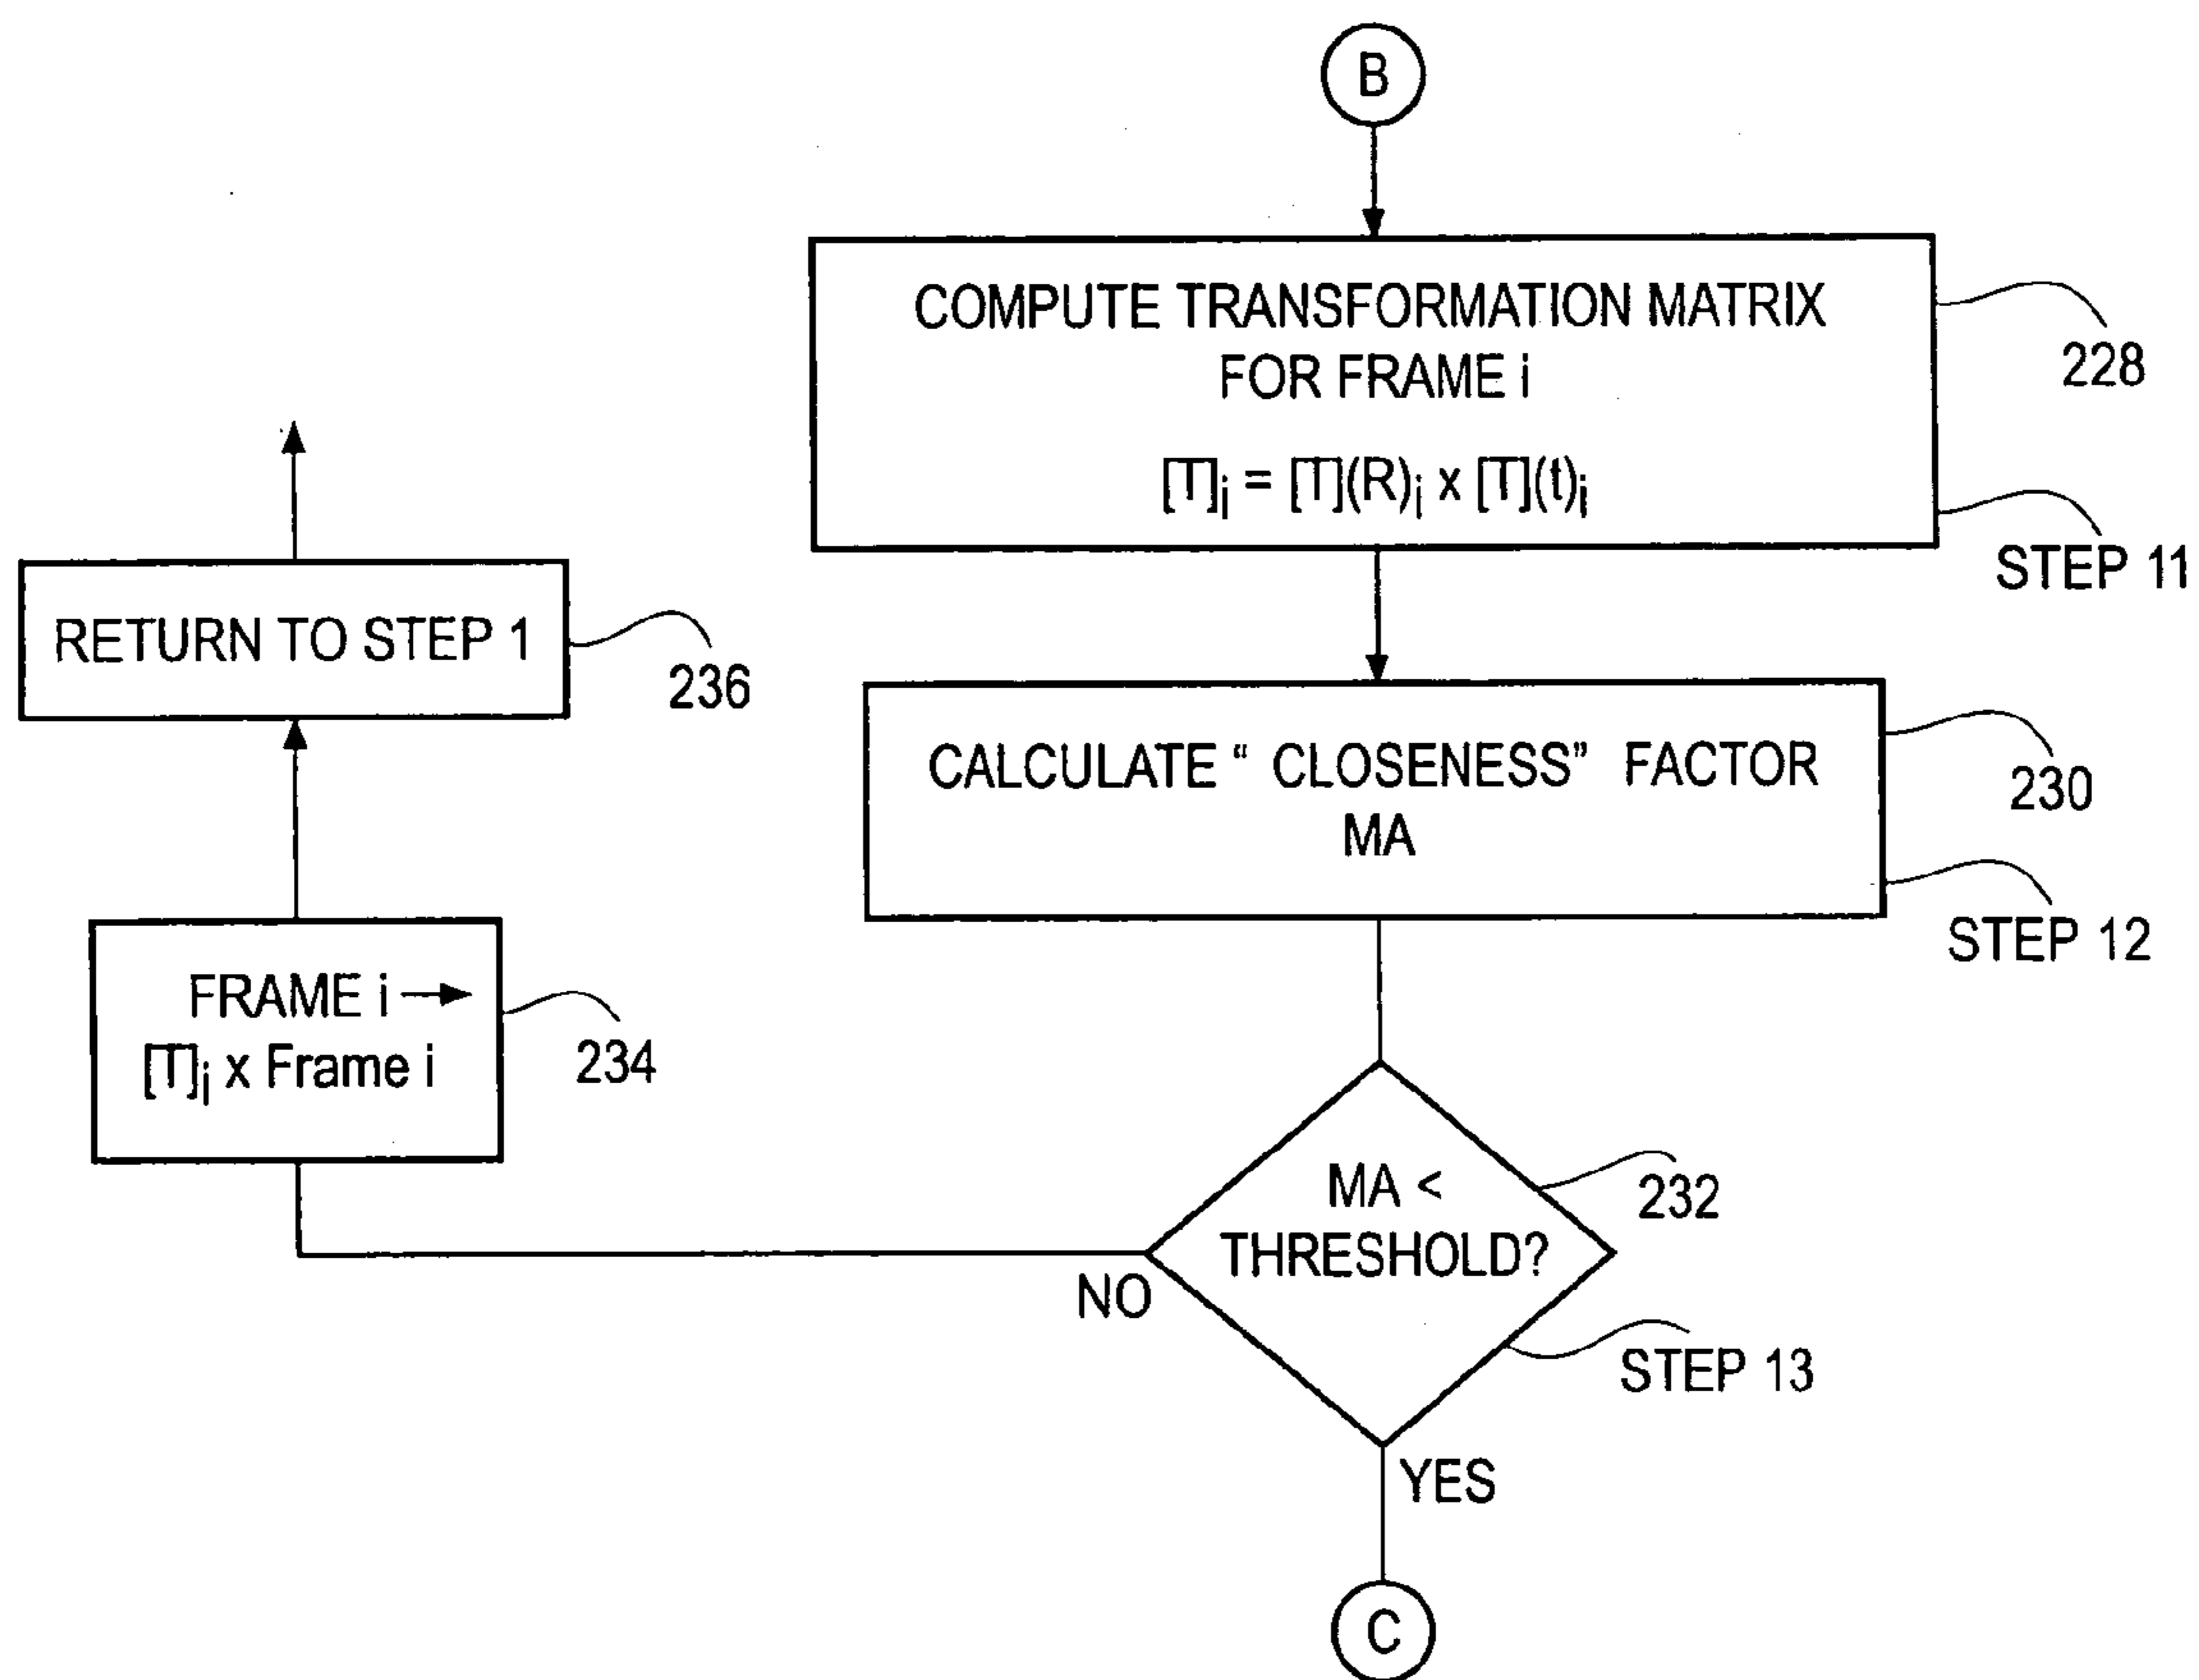 B
COMPUTE TRANSFORMATION MATRIX
FOR FRAME i
[T]i = [T](R)i x [T](t)i
228
STEP 11
RETURN TO STEP 1
236
CALCULATE “ CLOSENESS” FACTOR
MA
230
STEP 12
FRAME i →
[T]i x Frame i
234
MA <
THRESHOLD?
232
STEP 13
NO
YES
C